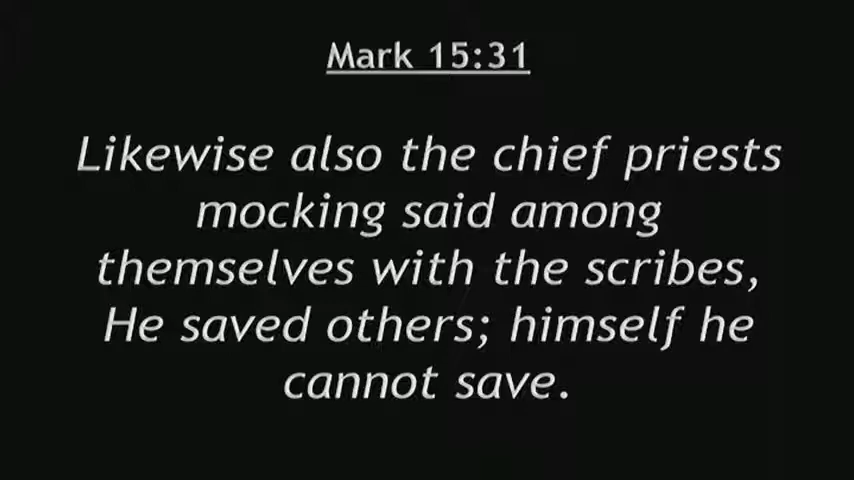 Mark 15:31
Likewise also the chief priests
mocking said among
themselves with the scribes,
He saved others; himself he
cannot save.